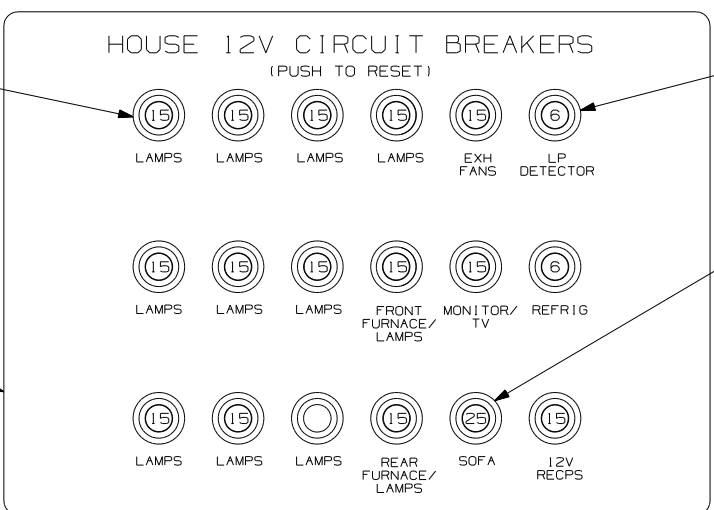 HOUSE 12V CIRCUIT BREAKERS
(PUSH TO RESET)
15 15 15 15 15 6
LAMPS LAMPS LAMPS LAMPS EXH FANS LP DETECTOR
15 15 15 15 15 6
LAMPS LAMPS LAMPS FRONT FURNACE/ LAMPS MONITOR/ TV REFRIG
15 15 15 25 15
LAMPS LAMPS LAMPS REAR FURNACE/ LAMPS SOFA 12V RECPS